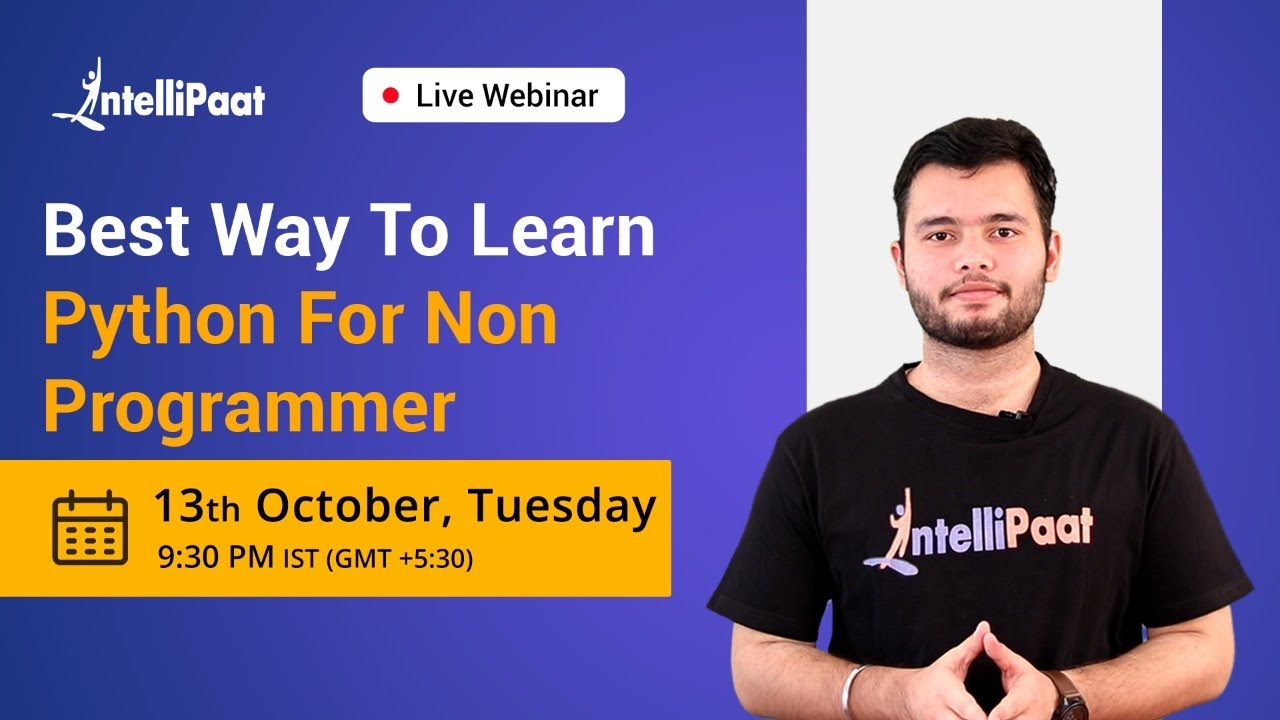 IntelliPaat
Live Webinar
Best Way To Learn
Python For Non
Programmer
13th October, Tuesday
9:30 PM IST (GMT +5:30)
IntelliPaat